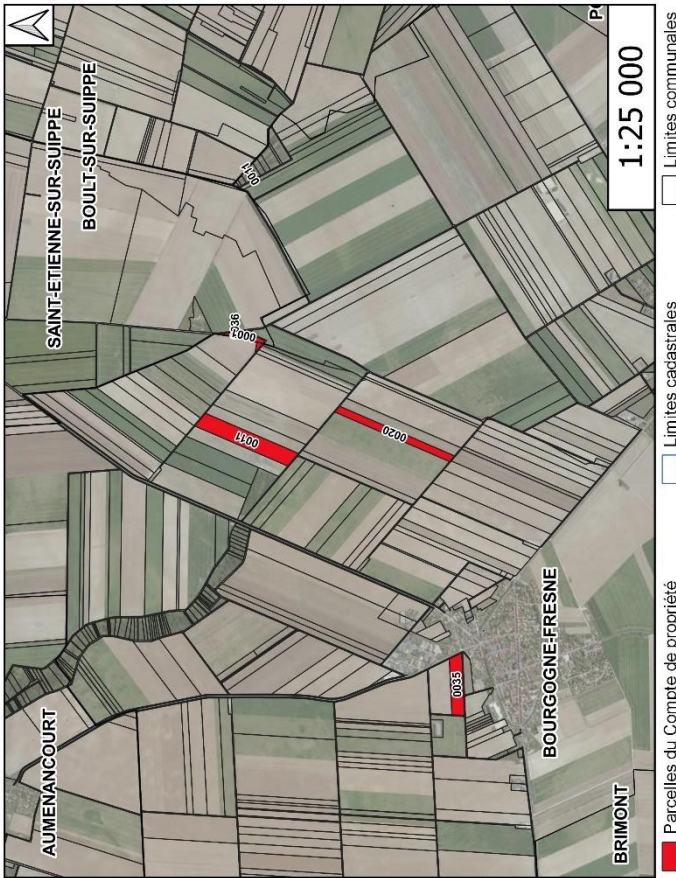 AUMENANCOURT
SAINT-ETIENNE-SUR-SUIPPE
BOULT-SUR-SUIPPE
0011
0011
0020
0035
BOURGOGNE-FRESNE
BRIMONT
1:25 000
Parcelles du Compte de propriété
Limites cadastrales
Limites communales